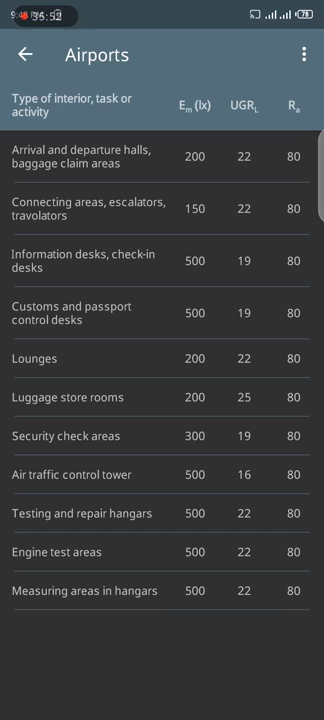 35:52
78
Airports
Type of interior, task or activity Em (lx) UGRL Ra
Arrival and departure halls, baggage claim areas 200 22 80
Connecting areas, escalators, travolators 150 22 80
Information desks, check-in desks 500 19 80
Customs and passport control desks 500 19 80
Lounges 200 22 80
Luggage store rooms 200 25 80
Security check areas 300 19 80
Air traffic control tower 500 16 80
Testing and repair hangars 500 22 80
Engine test areas 500 22 80
Measuring areas in hangars 500 22 80